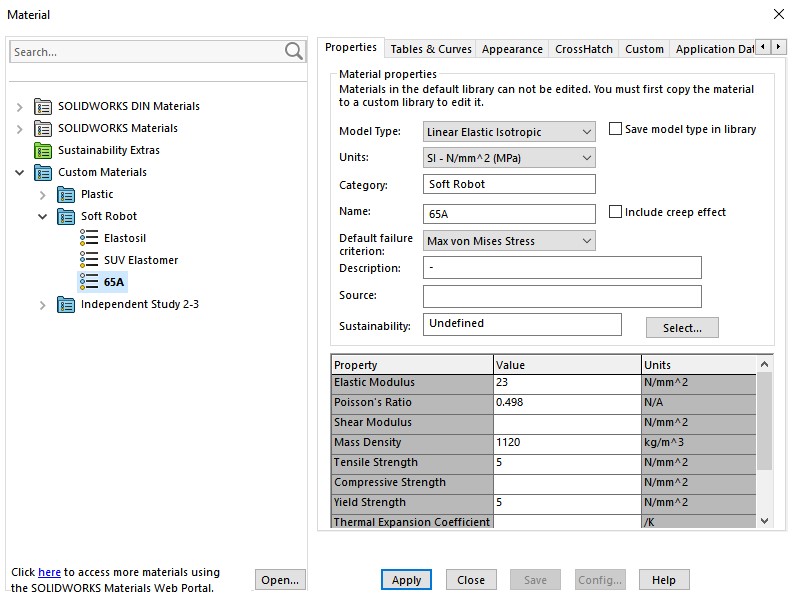 Material
Search...
SOLIDWORKS DIN Materials
SOLIDWORKS Materials
Sustainability Extras
Custom Materials
Plastic
Soft Robot
Elastosil
SUV Elastomer
65A
Independent Study 2-3
Click here to access more materials using
the SOLIDWORKS Materials Web Portal.
Open...
Properties Tables & Curves Appearance CrossHatch Custom Application Dat
Material properties
Materials in the default library can not be edited. You must first copy the material
to a custom library to edit it.
Model Type: Linear Elastic Isotropic Save model type in library
Units: SI - N/mm^2 (MPa)
Category: Soft Robot
Name: 65A Include creep effect
Default failure
criterion: Max von Mises Stress
Description: -
Source:
Sustainability: Undefined Select...
Property Value Units
Elastic Modulus 23 N/mm^2
Poisson's Ratio 0.498 N/A
Shear Modulus N/mm^2
Mass Density 1120 kg/m^3
Tensile Strength 5 N/mm^2
Compressive Strength N/mm^2
Yield Strength 5 N/mm^2
Thermal Expansion Coefficient /K
Apply Close Save Config... Help